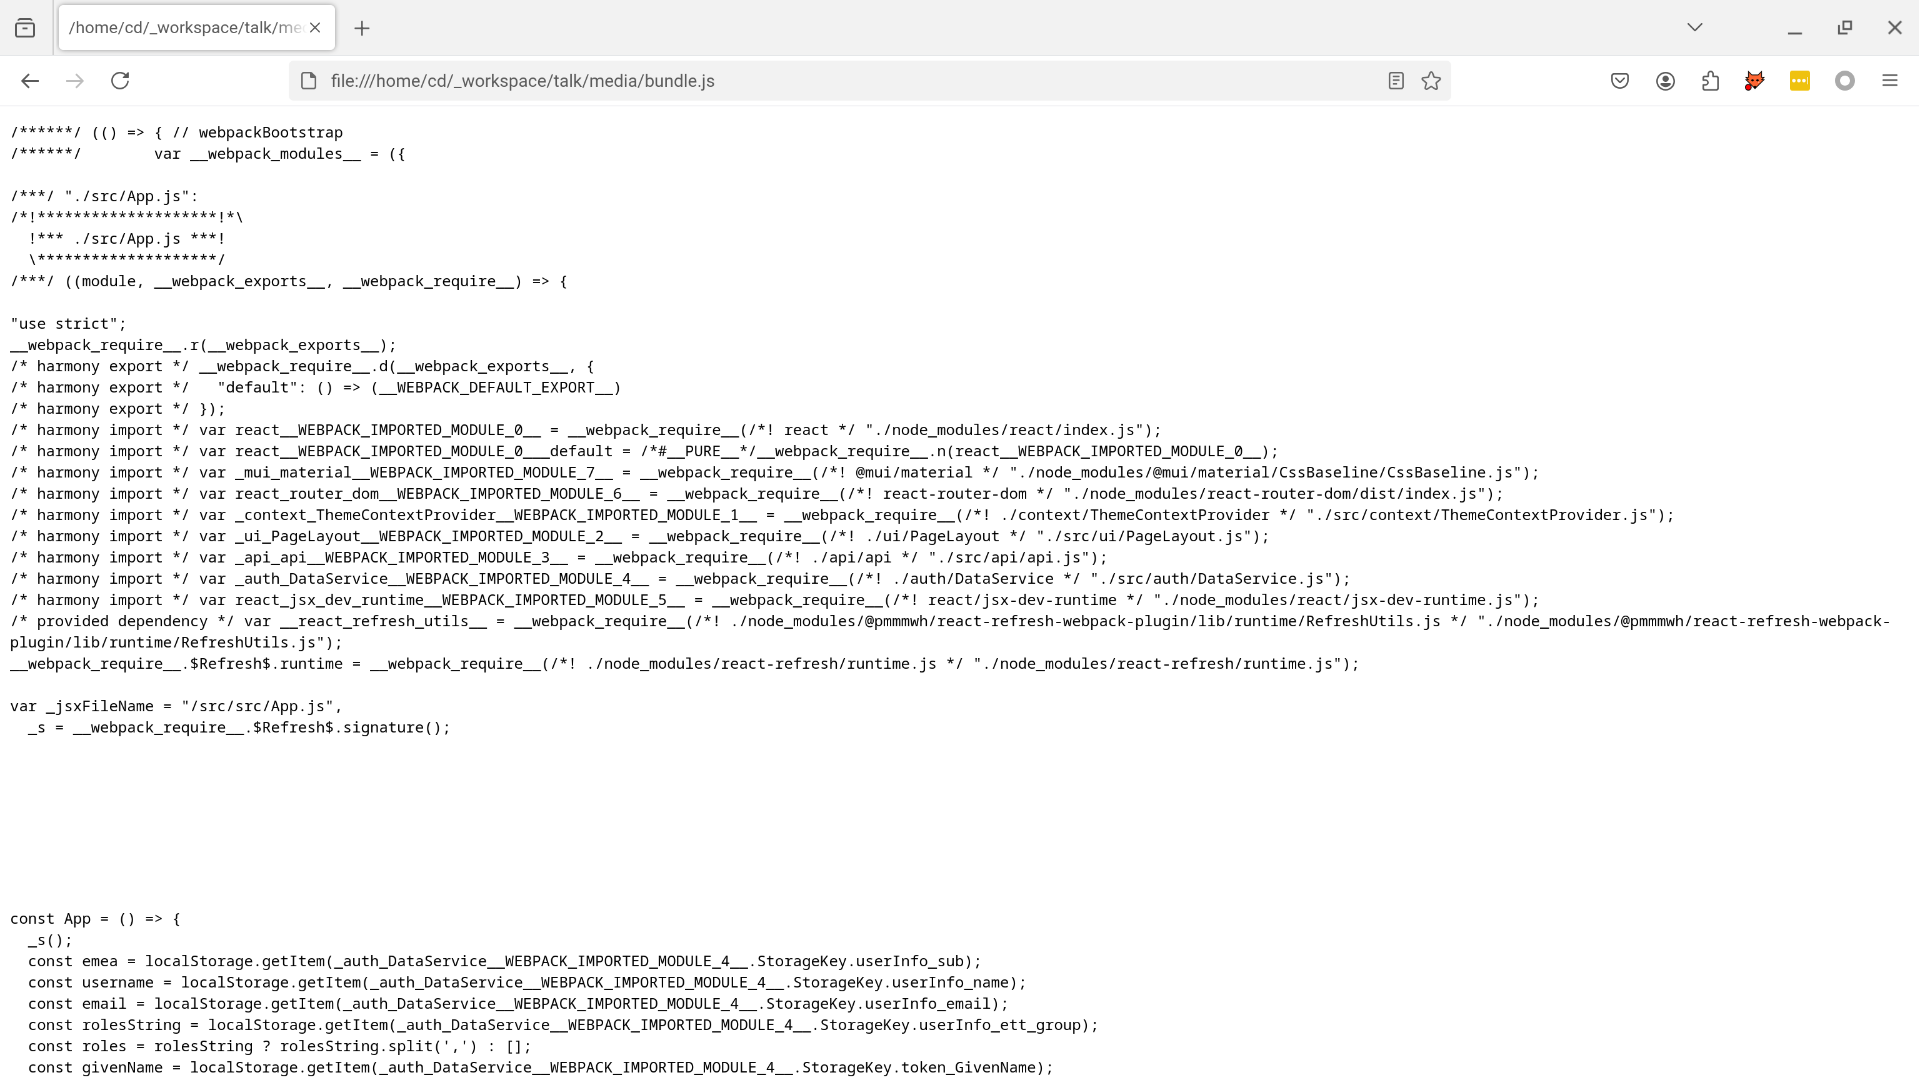 /home/cd/_workspace/talk/me
file:///home/cd/_workspace/talk/media/bundle.js
/******/ (() => { // webpackBootstrap
/******/ 	var __webpack_modules__ = ({
/***/ "./src/App.js":
/*!********************!*\
  !*** ./src/App.js ***!
  \********************/
/***/ ((module, __webpack_exports__, __webpack_require__) => {
"use strict";
__webpack_require__.r(__webpack_exports__);
/* harmony export */ __webpack_require__.d(__webpack_exports__, {
/* harmony export */   "default": () => (__WEBPACK_DEFAULT_EXPORT__)
/* harmony export */ });
/* harmony import */ var react__WEBPACK_IMPORTED_MODULE_0__ = __webpack_require__(/*! react */ "./node_modules/react/index.js");
/* harmony import */ var react__WEBPACK_IMPORTED_MODULE_0___default = /*#__PURE__*/__webpack_require__.n(react__WEBPACK_IMPORTED_MODULE_0__);
/* harmony import */ var _mui_material__WEBPACK_IMPORTED_MODULE_7__ = __webpack_require__(/*! @mui/material */ "./node_modules/@mui/material/CssBaseline/CssBaseline.js");
/* harmony import */ var react_router_dom__WEBPACK_IMPORTED_MODULE_6__ = __webpack_require__(/*! react-router-dom */ "./node_modules/react-router-dom/dist/index.js");
/* harmony import */ var _context_ThemeContextProvider__WEBPACK_IMPORTED_MODULE_1__ = __webpack_require__(/*! ./context/ThemeContextProvider */ "./src/context/ThemeContextProvider.js");
/* harmony import */ var _ui_PageLayout__WEBPACK_IMPORTED_MODULE_2__ = __webpack_require__(/*! ./ui/PageLayout */ "./src/ui/PageLayout.js");
/* harmony import */ var _api_api__WEBPACK_IMPORTED_MODULE_3__ = __webpack_require__(/*! ./api/api */ "./src/api/api.js");
/* harmony import */ var _auth_DataService__WEBPACK_IMPORTED_MODULE_4__ = __webpack_require__(/*! ./auth/DataService */ "./src/auth/DataService.js");
/* harmony import */ var react_jsx_dev_runtime__WEBPACK_IMPORTED_MODULE_5__ = __webpack_require__(/*! react/jsx-dev-runtime */ "./node_modules/react/jsx-dev-runtime.js");
/* provided dependency */ var __react_refresh_utils__ = __webpack_require__(/*! ./node_modules/@pmmmwh/react-refresh-webpack-plugin/lib/runtime/RefreshUtils.js */ "./node_modules/@pmmmwh/react-refresh-webpack-
plugin/lib/runtime/RefreshUtils.js");
__webpack_require__.$Refresh$.runtime = __webpack_require__(/*! ./node_modules/react-refresh/runtime.js */ "./node_modules/react-refresh/runtime.js");
var _jsxFileName = "/src/src/App.js",
  _s = __webpack_require__.$Refresh$.signature();
const App = () => {
  _s();
  const emea = localStorage.getItem(_auth_DataService__WEBPACK_IMPORTED_MODULE_4__.StorageKey.userInfo_sub);
  const username = localStorage.getItem(_auth_DataService__WEBPACK_IMPORTED_MODULE_4__.StorageKey.userInfo_name);
  const email = localStorage.getItem(_auth_DataService__WEBPACK_IMPORTED_MODULE_4__.StorageKey.userInfo_email);
  const rolesString = localStorage.getItem(_auth_DataService__WEBPACK_IMPORTED_MODULE_4__.StorageKey.userInfo_ett_group);
  const roles = rolesString ? rolesString.split(',') : [];
  const givenName = localStorage.getItem(_auth_DataService__WEBPACK_IMPORTED_MODULE_4__.StorageKey.token_GivenName);